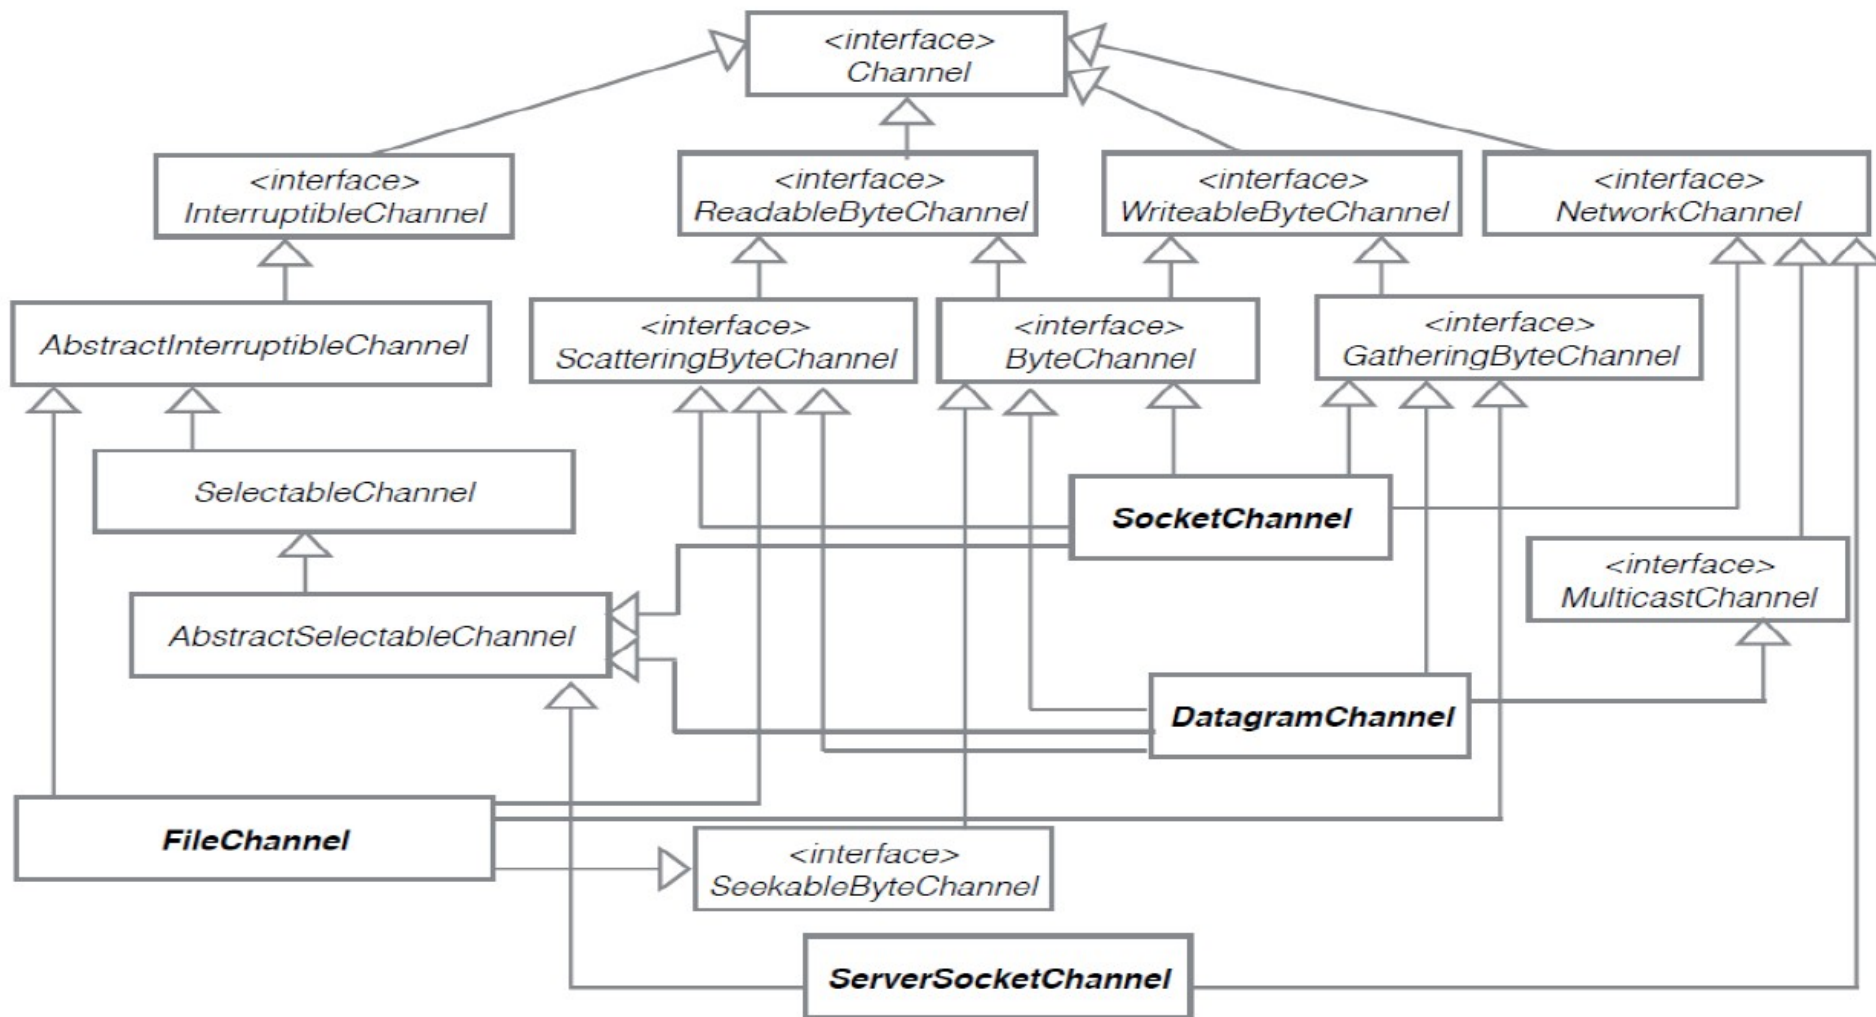 <interface>
Channel
<interface>
InterruptibleChannel
<interface>
ReadableByteChannel
<interface>
WriteableByteChannel
<interface>
NetworkChannel
AbstractInterruptibleChannel
<interface>
ScatteringByteChannel
<interface>
ByteChannel
<interface>
GatheringByteChannel
SelectableChannel
SocketChannel
<interface>
MulticastChannel
AbstractSelectableChannel
DatagramChannel
FileChannel
<interface>
SeekableByteChannel
ServerSocketChannel